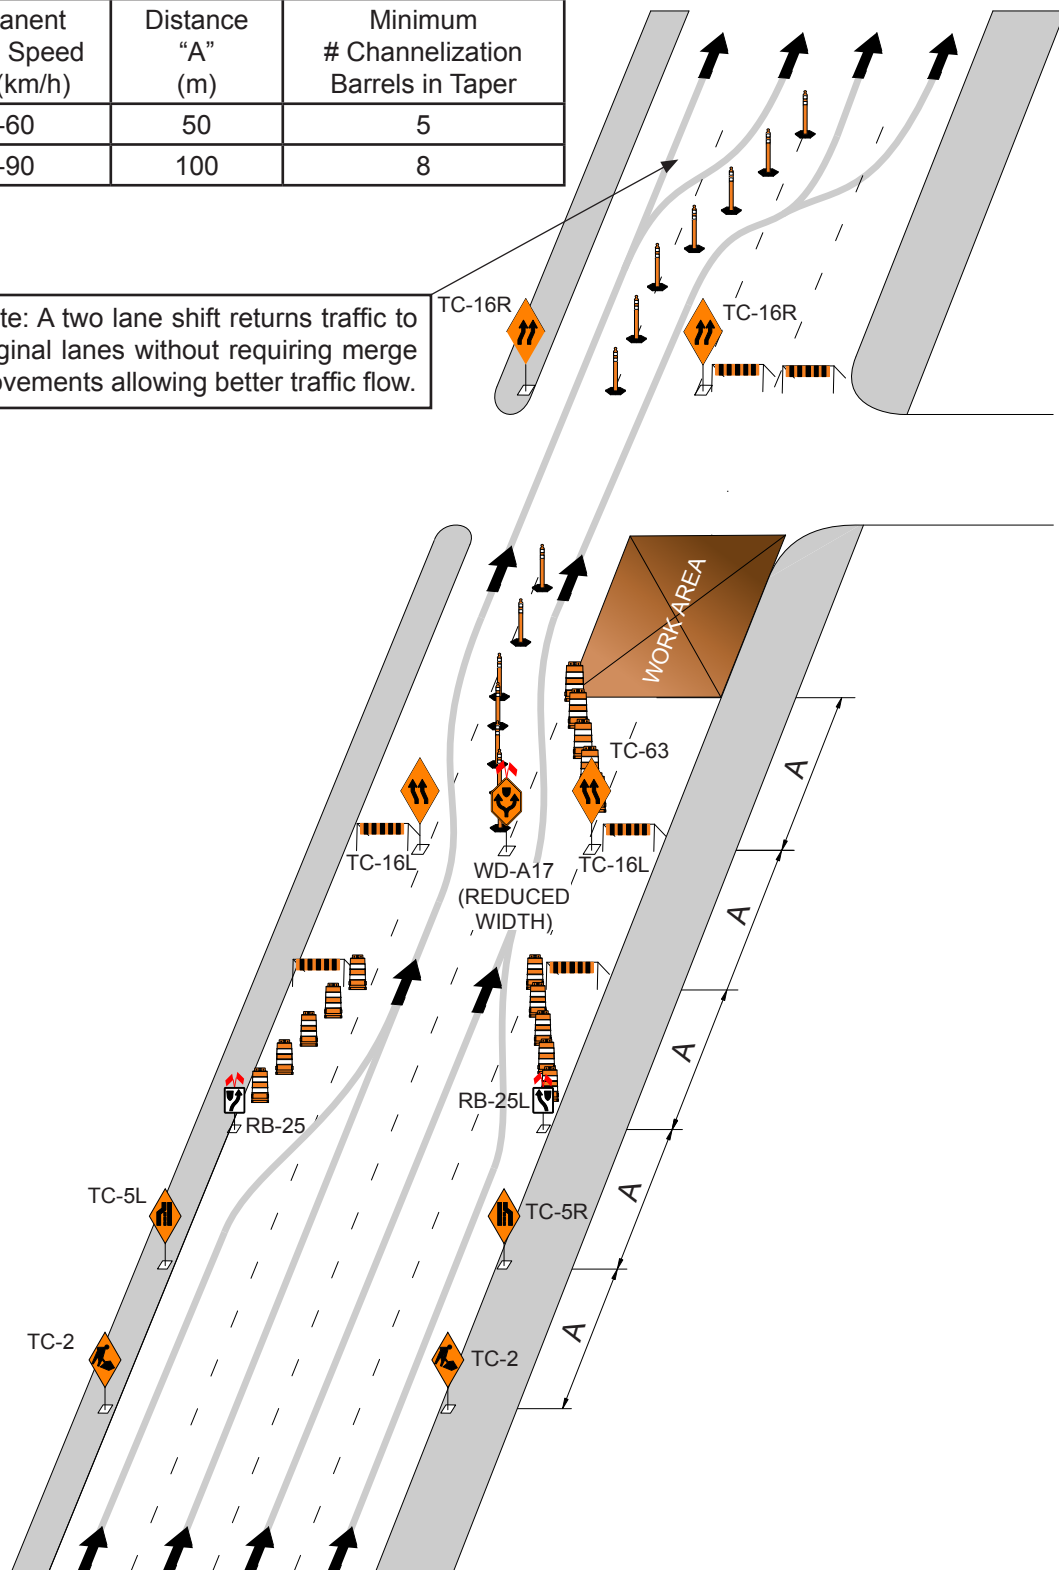 anent
Speed
(km/h)
Distance
“A”
(m)
Minimum
# Channelization
Barrels in Taper
-60
50
5
-90
100
8
te: A two lane shift returns traffic to
ginal lanes without requiring merge
ovements allowing better traffic flow.
TC-16R
TC-16R
WORK AREA
TC-63
A
TC-16L
WD-A17
(REDUCED
WIDTH)
TC-16L
A
A
RB-25
RB-25L
TC-5L
TC-5R
A
TC-2
TC-2
A